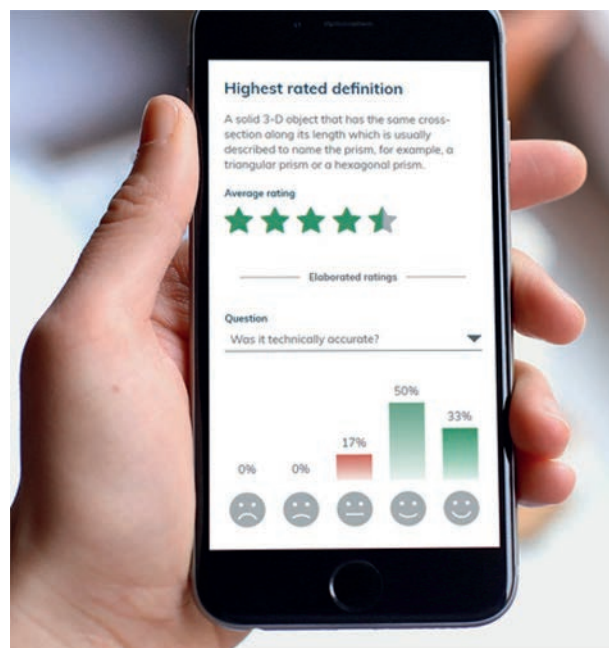 Highest rated definition
A solid 3-D object that has the same cross-
section along its length which is usually
described to name the prism, for example, a
triangular prism or a hexagonal prism.
Average rating
Elaborated ratings
Question
Was it technically accurate?
50%
33%
17%
0% 0%